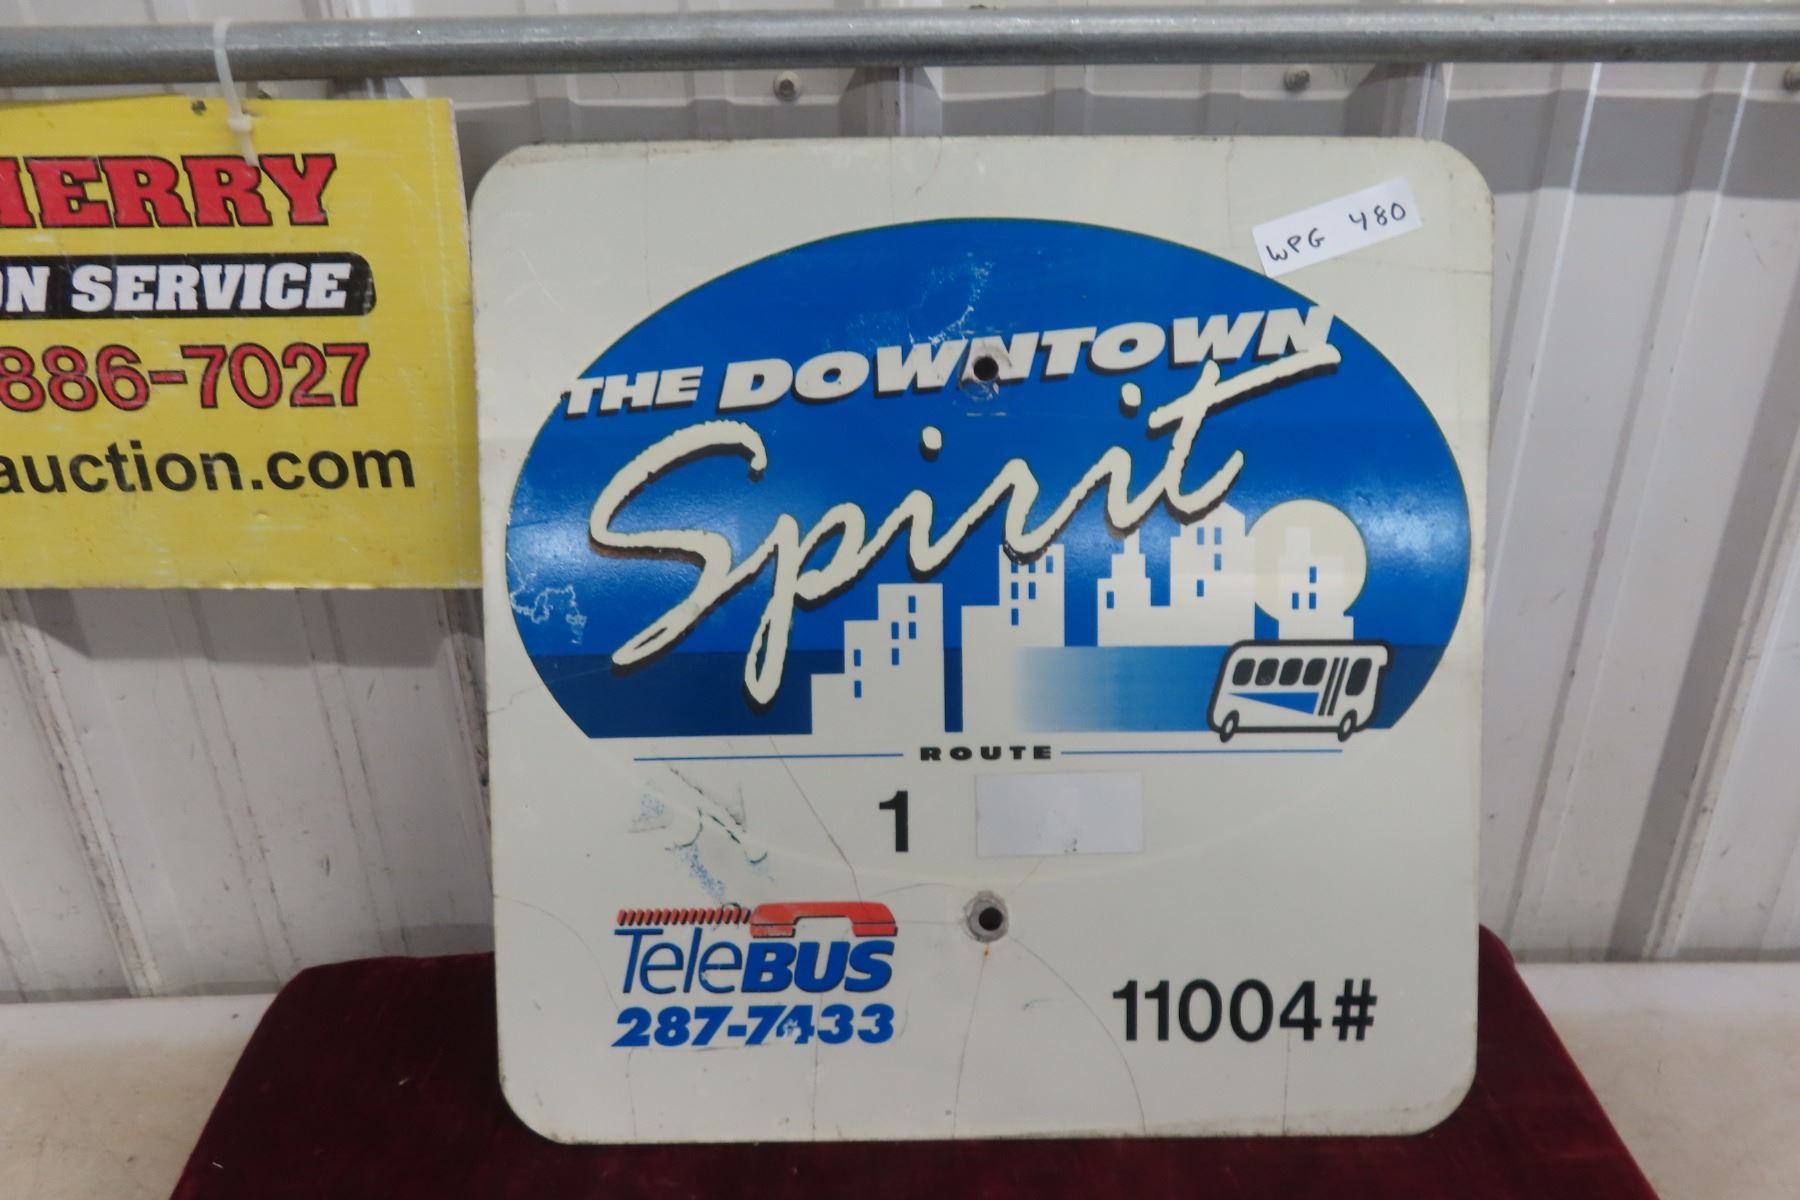 HERRY
ON SERVICE
886-7027
auction.com
WPG 480
THE DOWNTOWN
Spirit
ROUTE
1
TeleBUS
287-7433
11004#